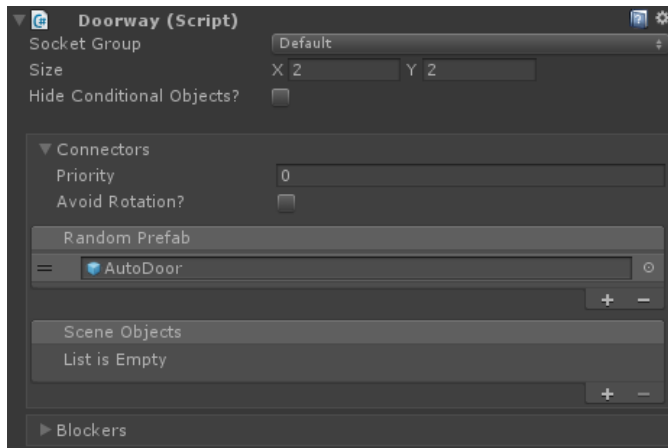 Doorway (Script)
Socket Group Default
Size X 2 Y 2
Hide Conditional Objects?
Connectors
Priority 0
Avoid Rotation?
Random Prefab
AutoDoor
Scene Objects
List is Empty
Blockers